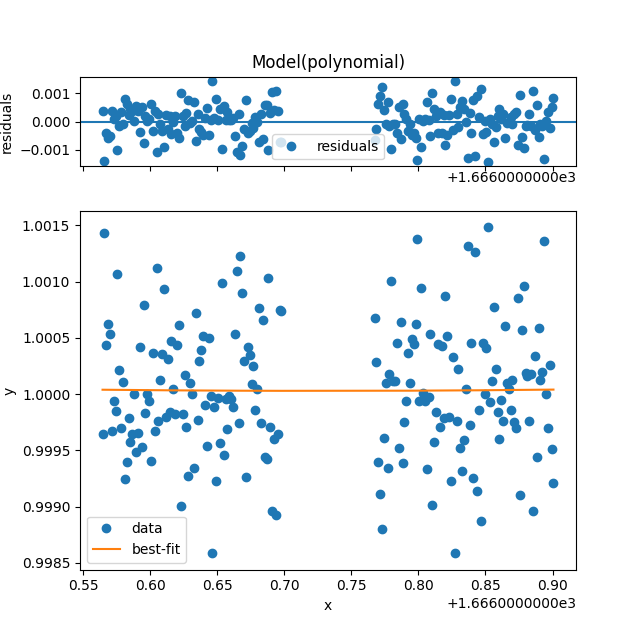 Model(polynomial)
0.001
0.000
−0.001
residuals
residuals
+1.6660000000e3
1.0015
1.0010
1.0005
1.0000
0.9995
0.9990
0.9985
y
data
best-fit
0.55 0.60 0.65 0.70 0.75 0.80 0.85 0.90
x
+1.6660000000e3